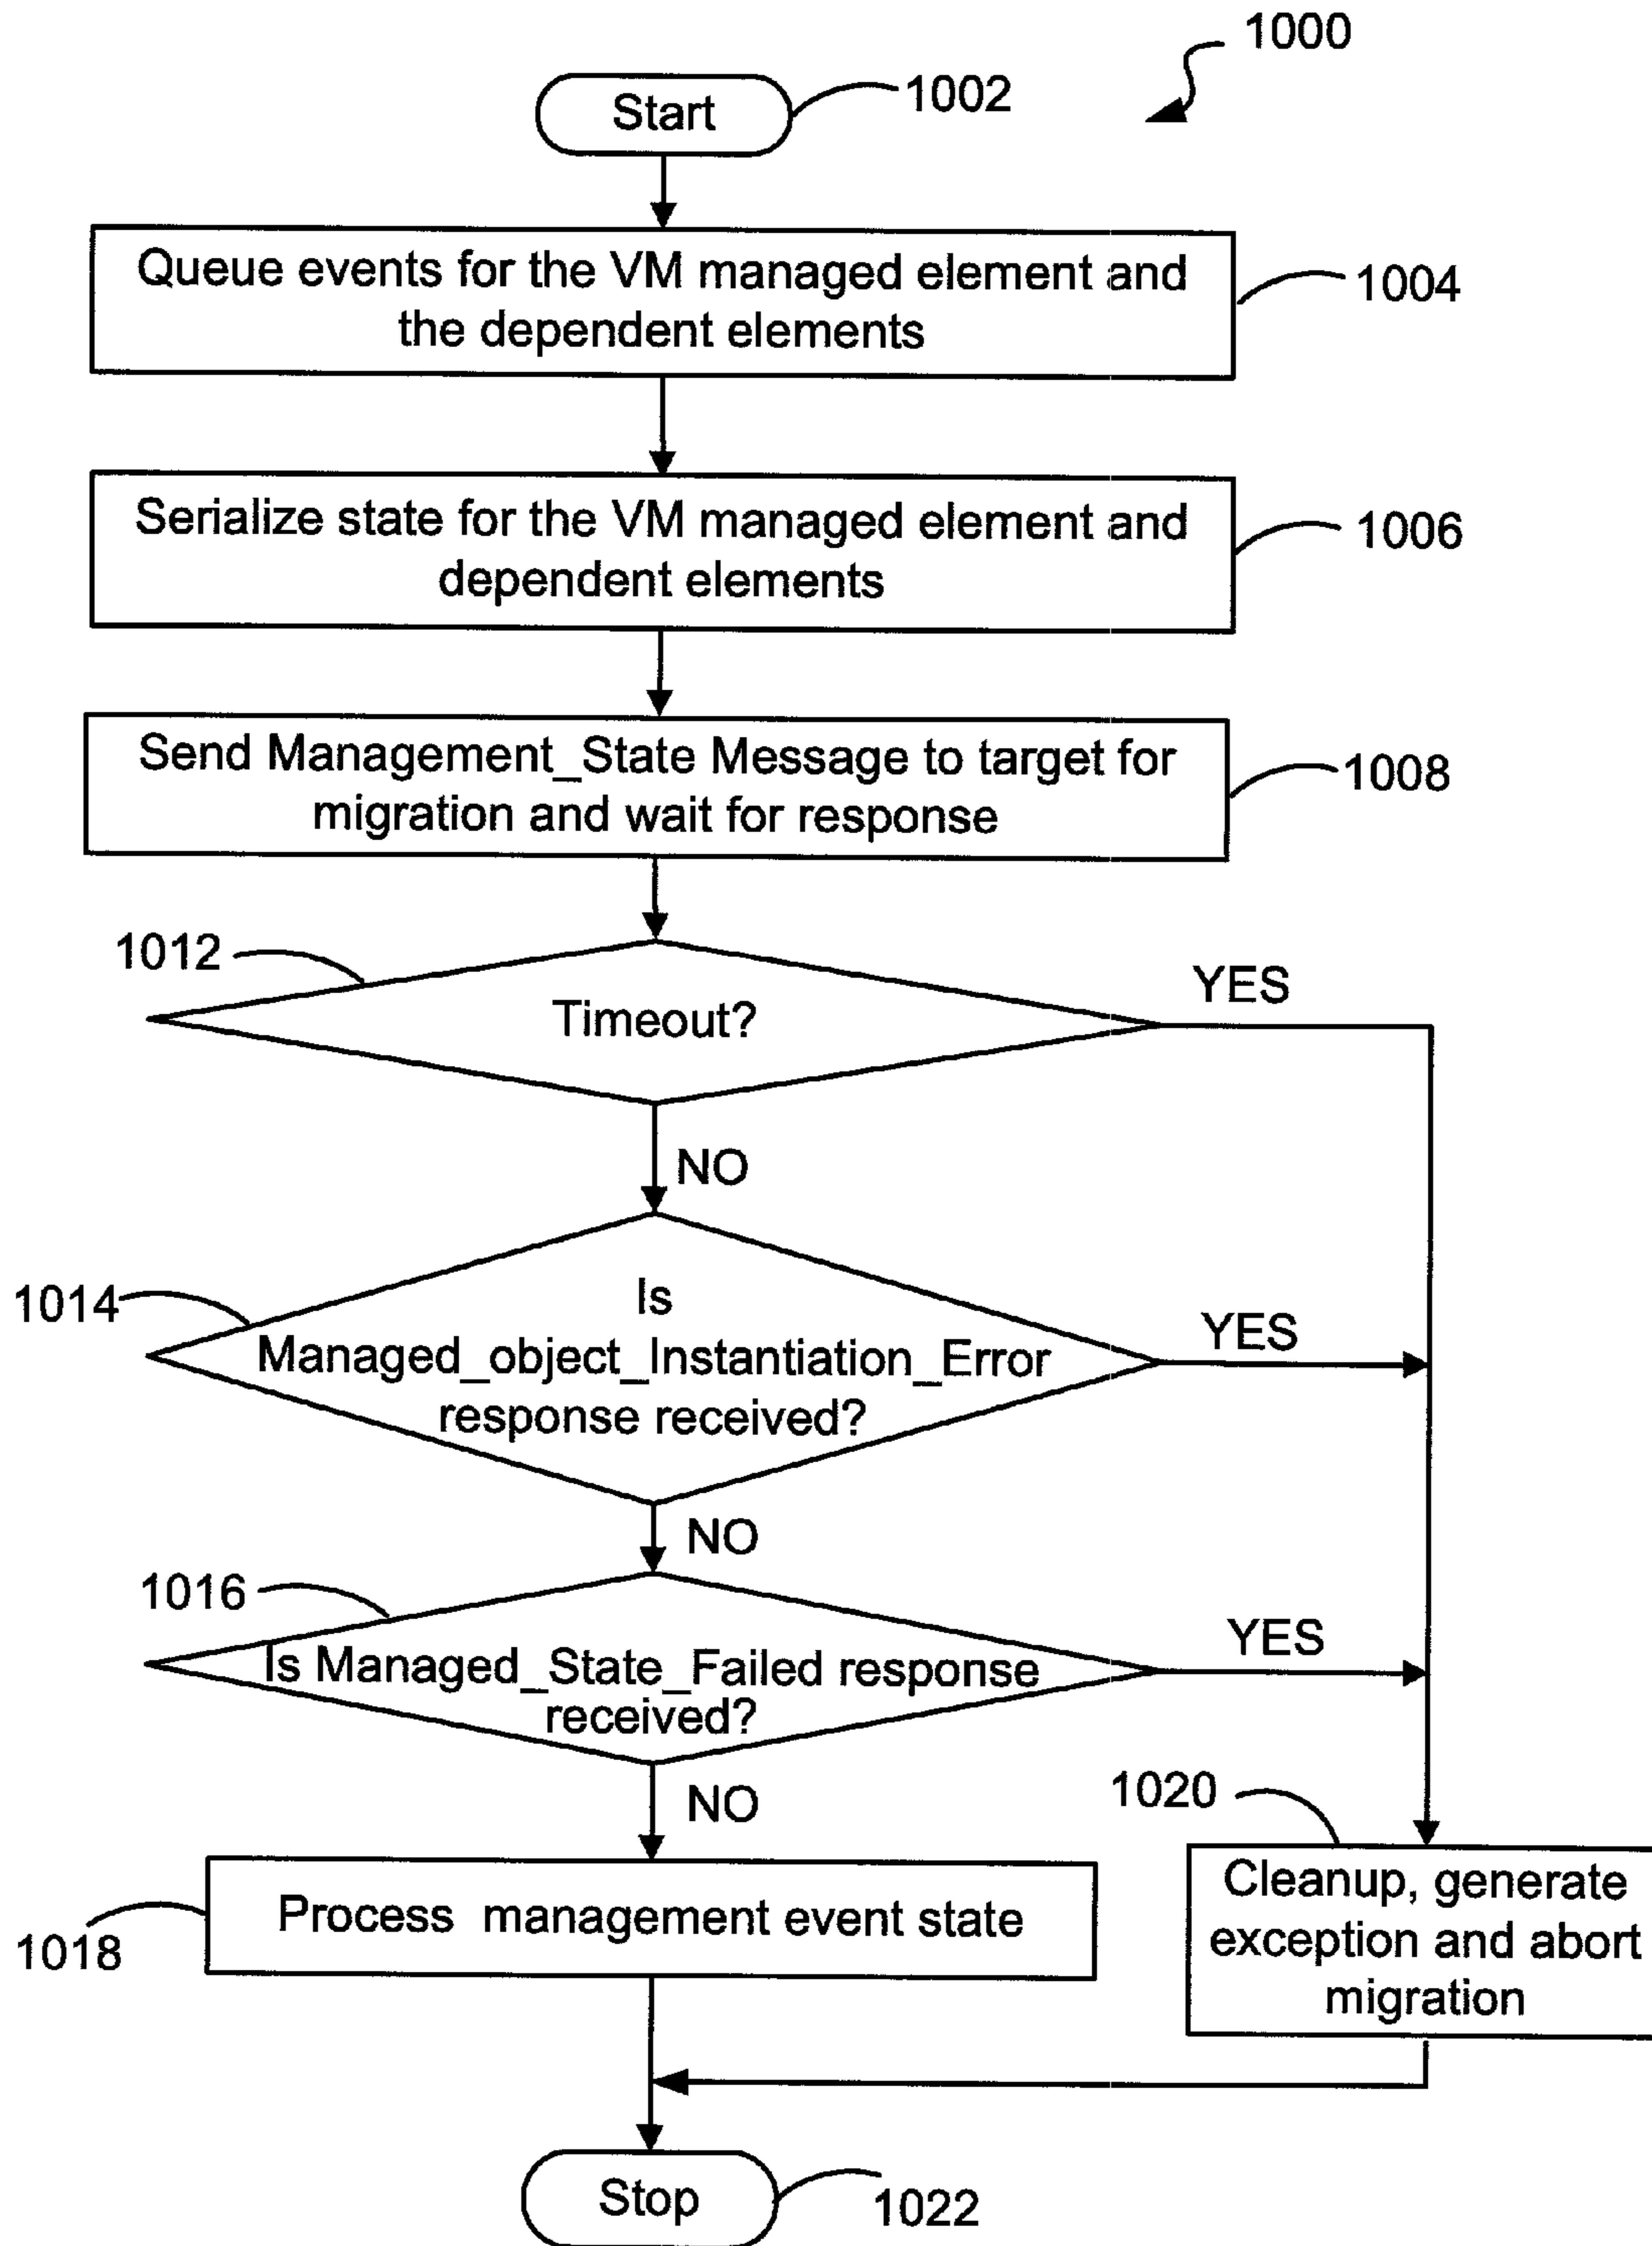 1000
Start
1002
Queue events for the VM managed element and
the dependent elements
1004
Serialize state for the VM managed element and
dependent elements
1006
Send Management_State Message to target for
migration and wait for response
1008
1012
Timeout?
YES
NO
1014
Is
Managed_object_Instantiation_Error
response received?
YES
NO
1016
Is Managed_State_Failed response
received?
YES
NO
1018
Process management event state
1020
Cleanup, generate
exception and abort
migration
Stop
1022